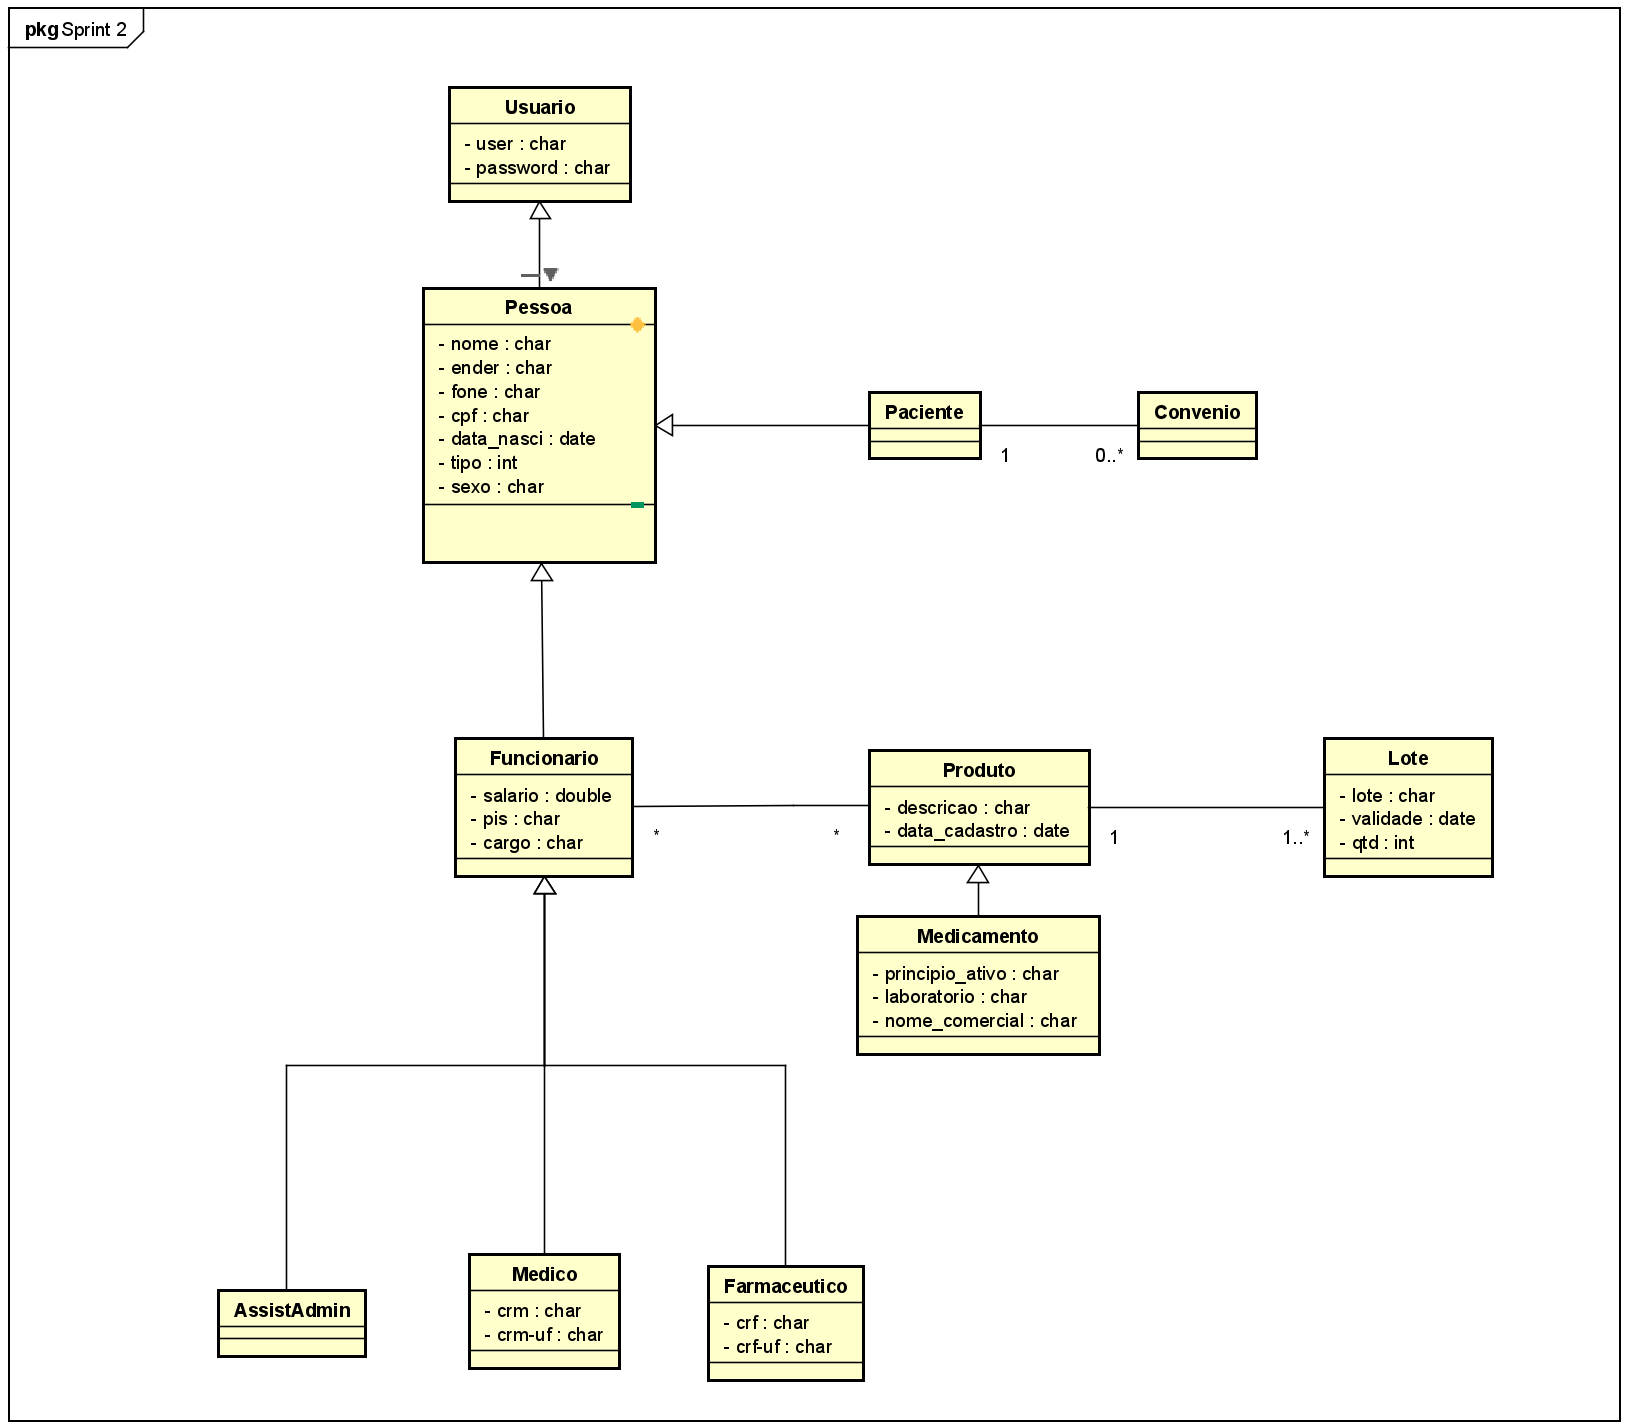 pkg Sprint 2
Usuario
- user : char
- password : char
Pessoa
- nome : char
- ender : char
- fone : char
- cpf : char
- data_nasci : date
- tipo : int
- sexo : char
Paciente
Convenio
1
0..*
Funcionario
- salario : double
- pis : char
- cargo : char
*
*
Produto
- descricao : char
- data_cadastro : date
1
1..*
Lote
- lote : char
- validade : date
- qtd : int
Medicamento
- principio_ativo : char
- laboratorio : char
- nome_comercial : char
AssistAdmin
Medico
- crm : char
- crm-uf : char
Farmaceutico
- crf : char
- crf-uf : char